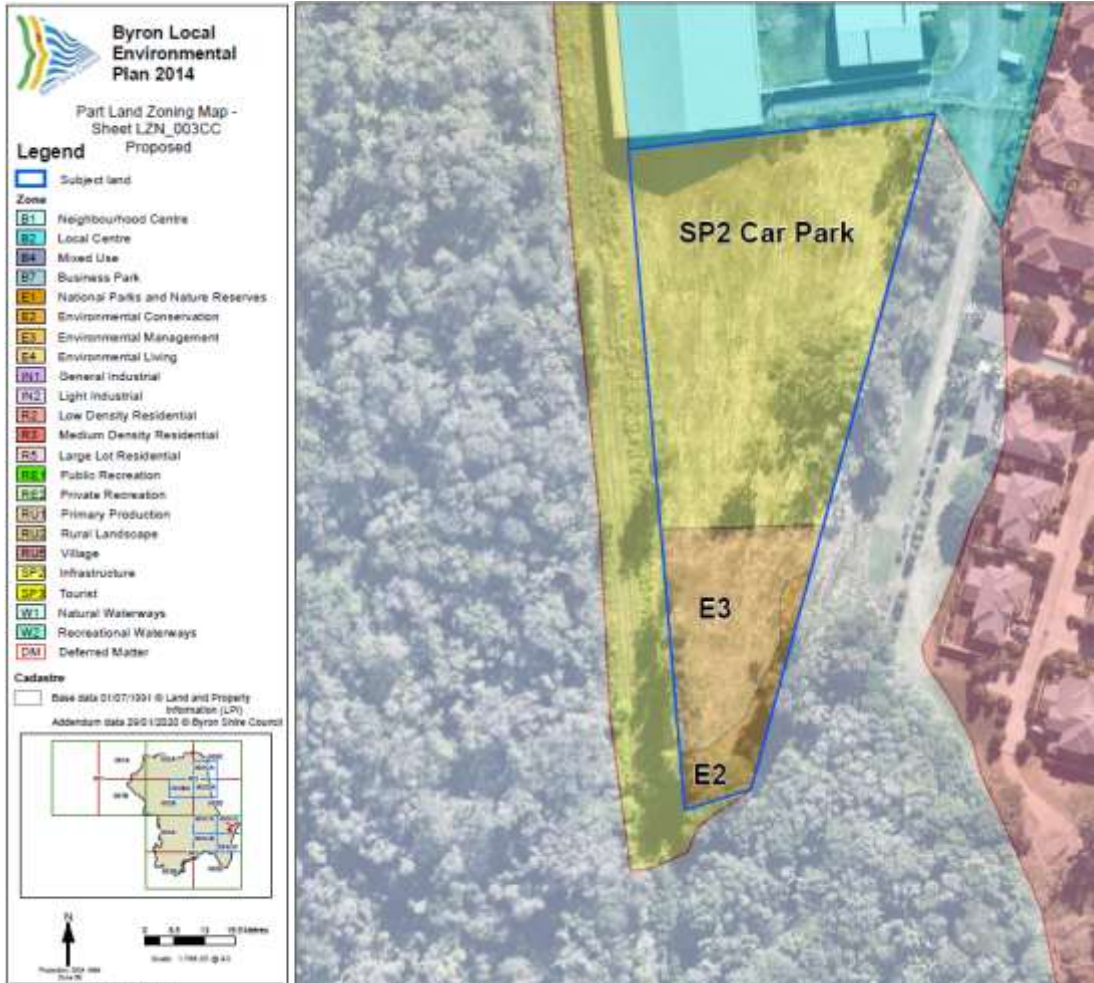 Byron Local
Environmental
Plan 2014
Part Land Zoning Map -
Sheet LZN_003CC
Proposed
Legend
Subject land
Zone
B1 Neighbourhood Centre
B2 Local Centre
B4 Mixed Use
B7 Business Park
E1 National Parks and Nature Reserves
E2 Environmental Conservation
E3 Environmental Management
E4 Environmental Living
IN1 General Industrial
IN2 Light Industrial
R2 Low Density Residential
R3 Medium Density Residential
R5 Large Lot Residential
RE1 Public Recreation
RE2 Private Recreation
RU1 Primary Production
RU2 Rural Landscape
RU5 Village
SP2 Infrastructure
SP3 Tourist
W1 Natural Waterways
W2 Recreational Waterways
DM Deferred Matter
Cadastre
Base data 01/07/1991 © Land and Property
Information (LPI)
Addendum data 29/01/2020 © Byron Shire Council
N
SP2 Car Park
E3
E2